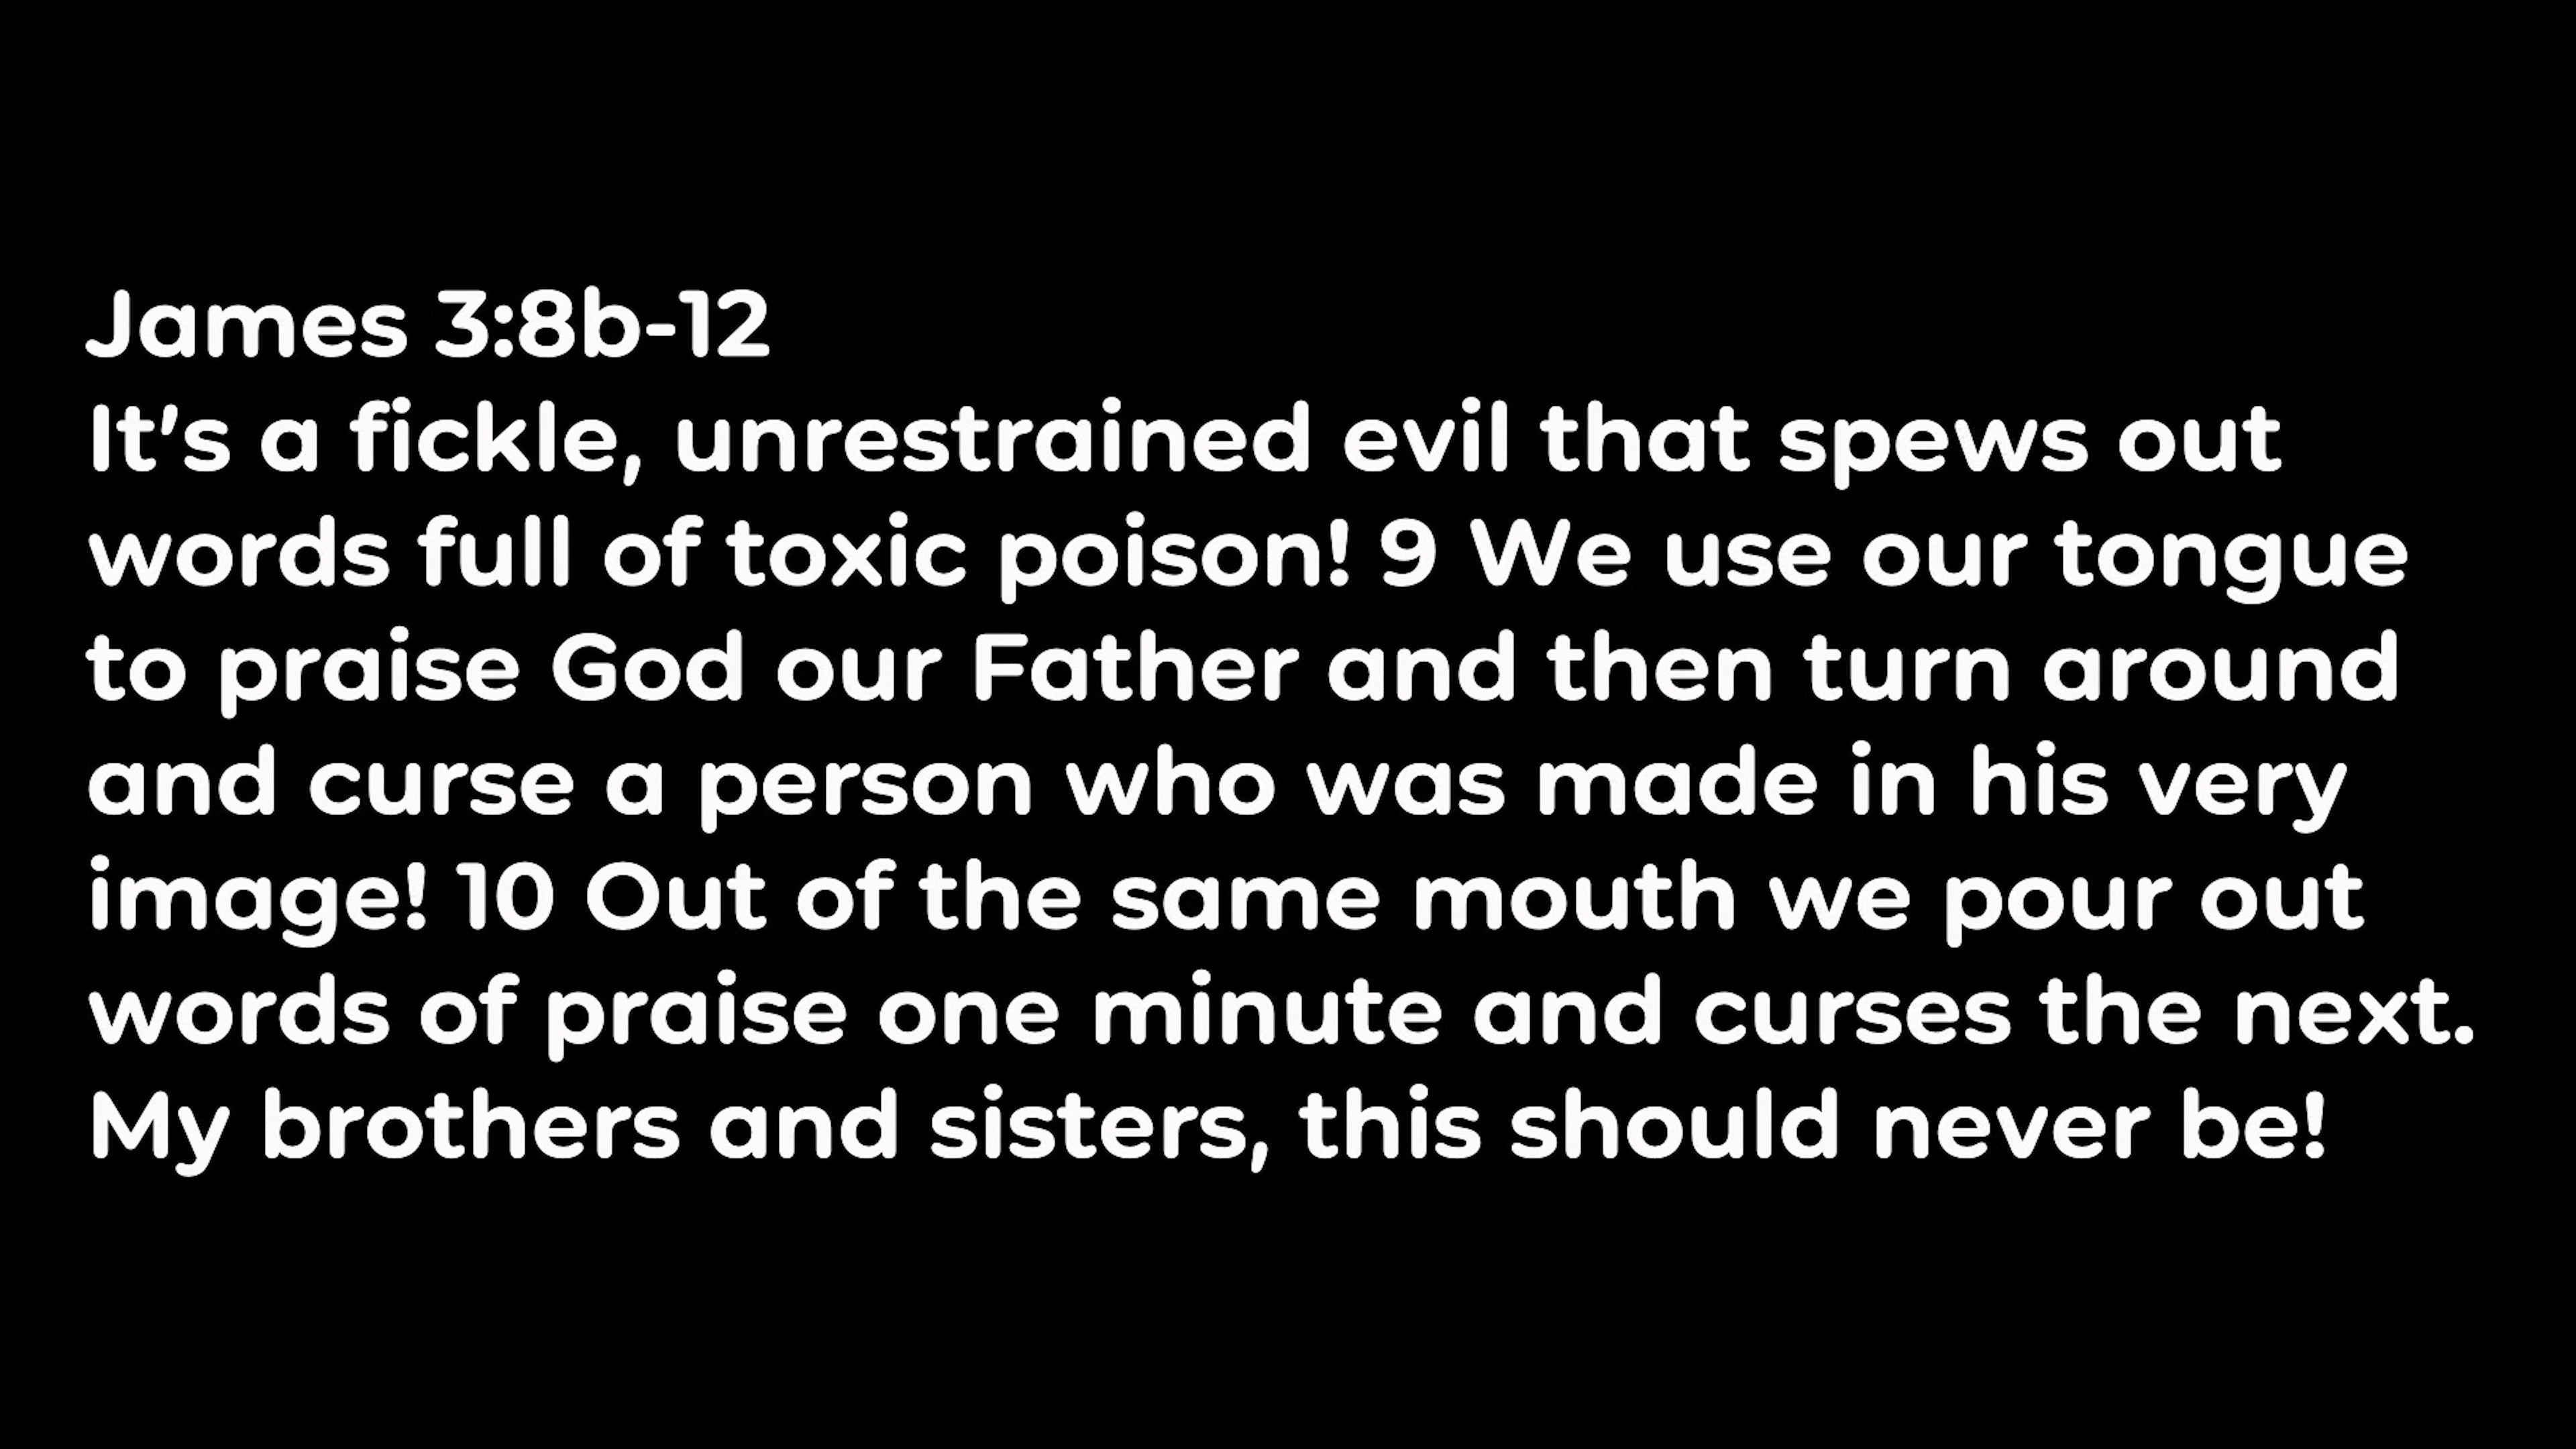 James 3:8b-12
It's a fickle, unrestrained evil that spews out
words full of toxic poison! 9 We use our tongue
to praise God our Father and then turn around
and curse a person who was made in his very
image! 10 Out of the same mouth we pour out
words of praise one minute and curses the next.
My brothers and sisters, this should never be!